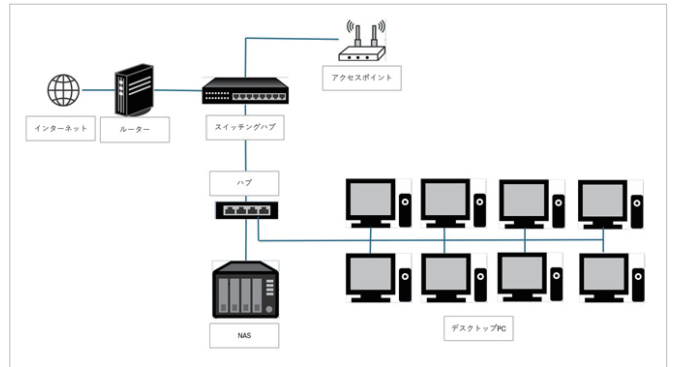 アクセスポイント
インターネット
ルーター
スイッチングハブ
ハブ
デスクトップPC
NAS